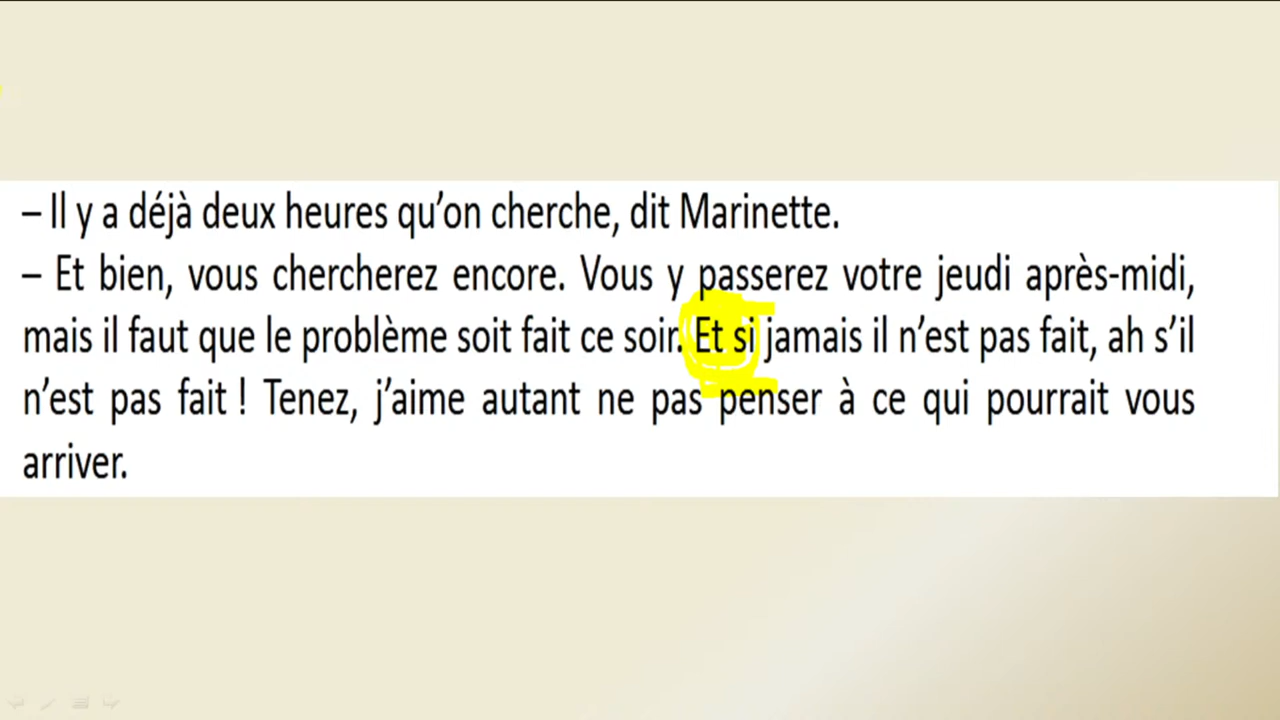 – Il y a déjà deux heures qu’on cherche, dit Marinette.
– Et bien, vous chercherez encore. Vous y passerez votre jeudi après-midi,
mais il faut que le problème soit fait ce soir. Et si jamais il n’est pas fait, ah s’il
n’est pas fait ! Tenez, j’aime autant ne pas penser à ce qui pourrait vous
arriver.